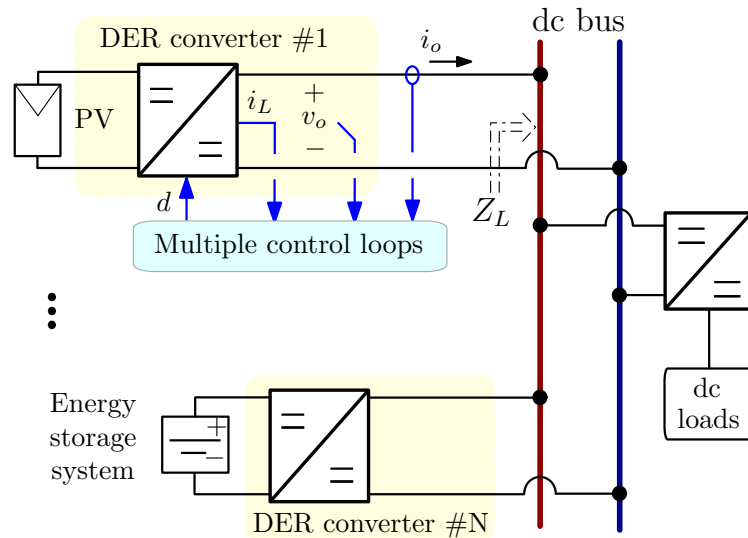 dc bus
DER converter #1
i_o
PV
i_L
+
v_o
−
d
Z_L
Multiple control loops
Energy
storage
system
+
−
dc
loads
DER converter #N